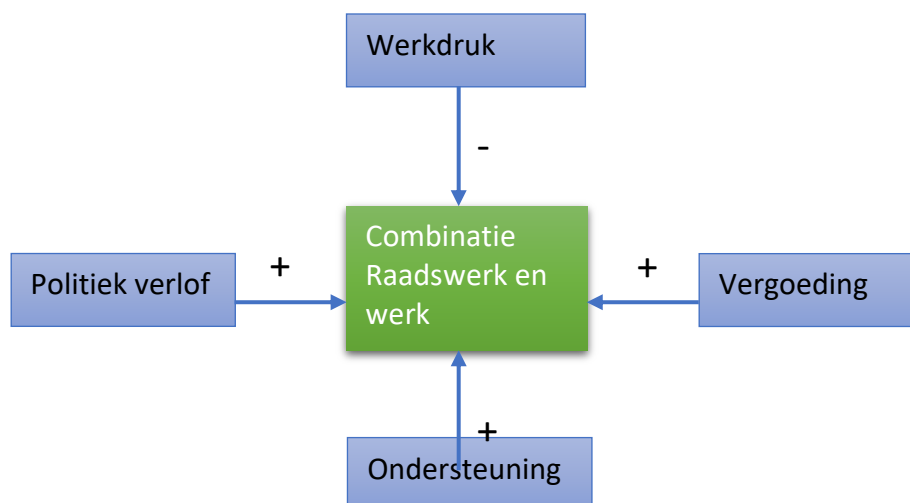 Werkdruk
-
Combinatie
Raadswerk en
werk
Politiek verlof
+
+
Vergoeding
+
Ondersteuning